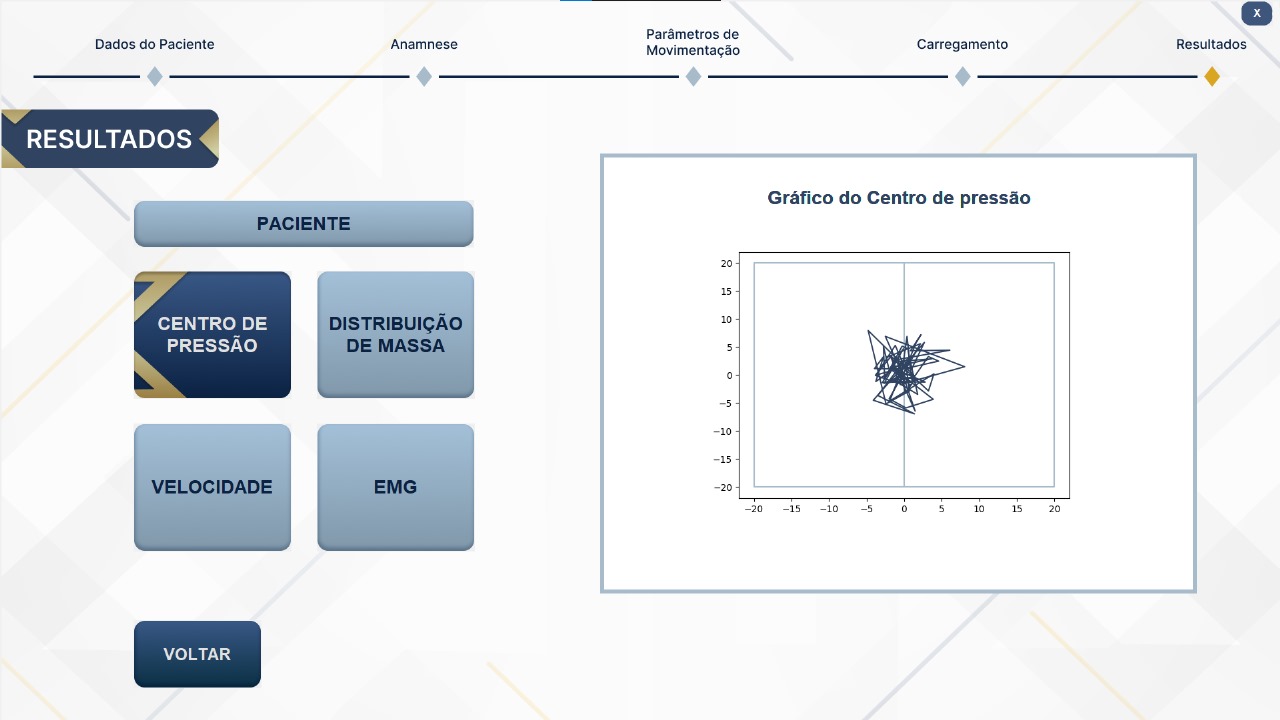 X
Dados do Paciente
Anamnese
Parâmetros de
Movimentação
Carregamento
Resultados
RESULTADOS
PACIENTE
CENTRO DE
PRESSÃO
DISTRIBUIÇÃO
DE MASSA
VELOCIDADE
EMG
VOLTAR
Gráfico do Centro de pressão
20
15
10
5
0
−5
−10
−15
−20
−20 −15 −10 −5 0 5 10 15 20